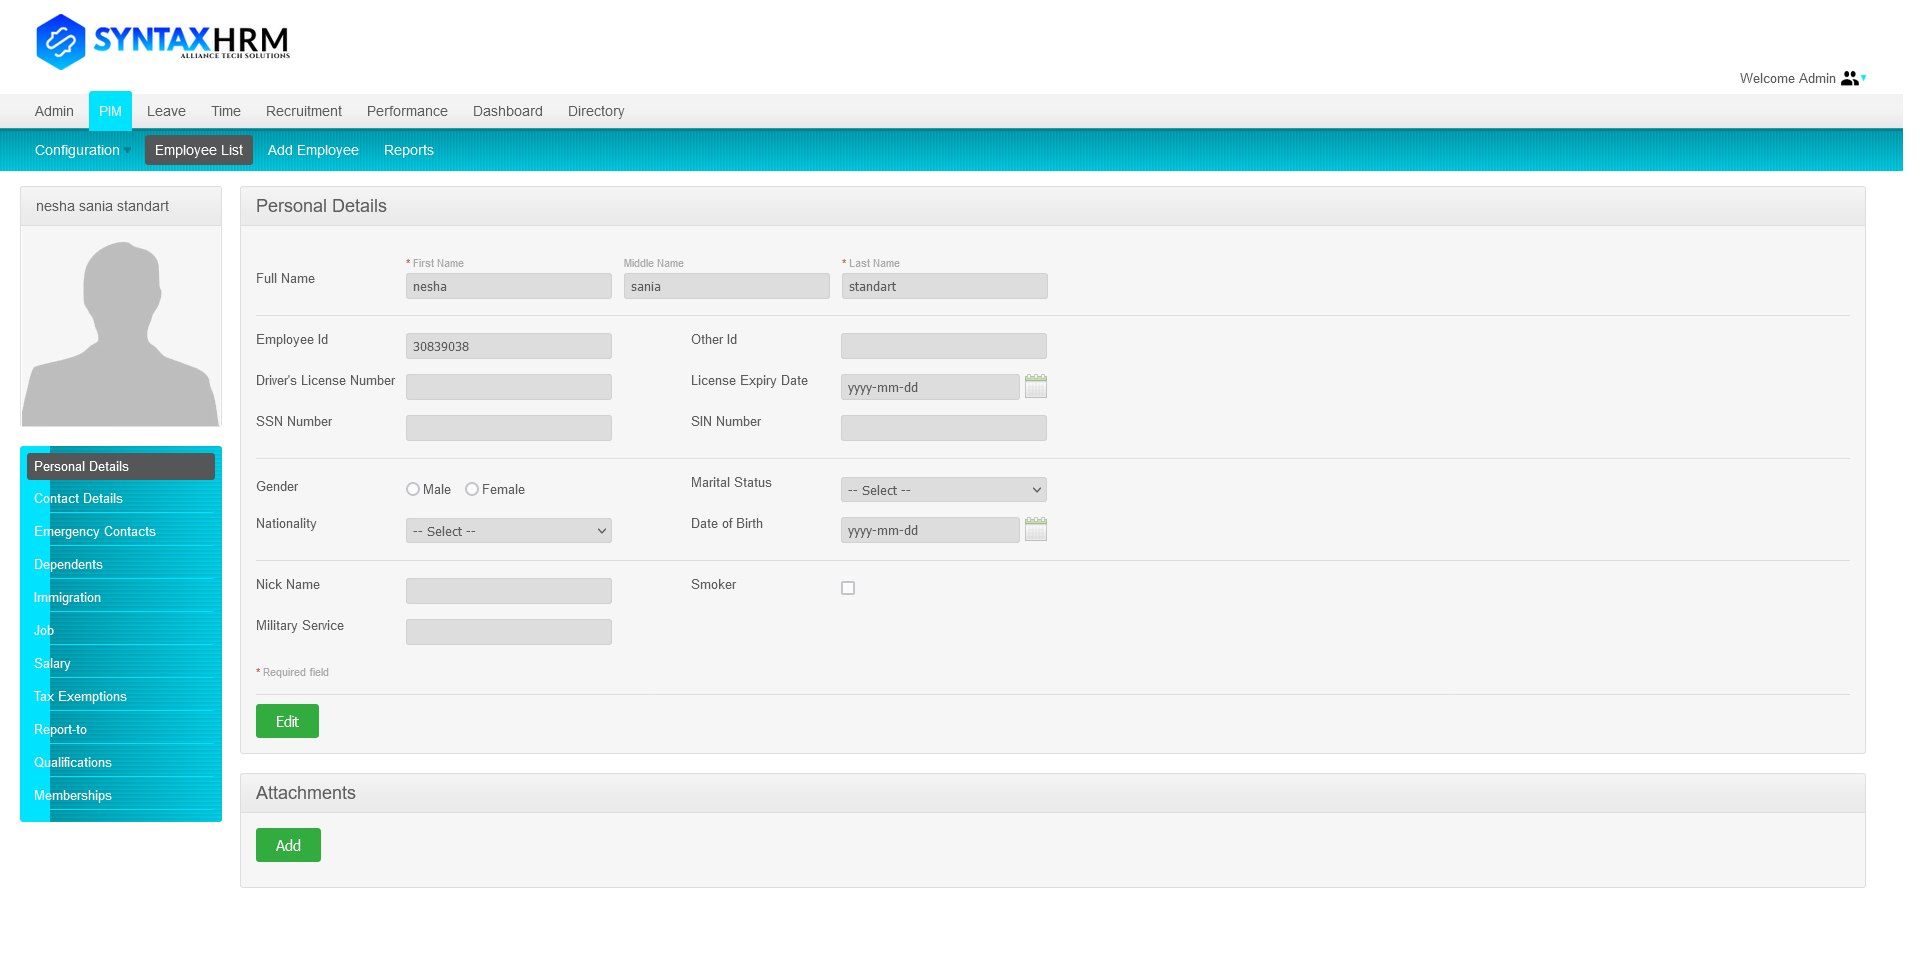 SYNTAXHRM
ALLIANCE TECH SOLUTIONS
Welcome Admin
Admin PIM Leave Time Recruitment Performance Dashboard Directory
Configuration Employee List Add Employee Reports
nesha sania standart
Personal Details
Contact Details
Emergency Contacts
Dependents
Immigration
Job
Salary
Tax Exemptions
Report-to
Qualifications
Memberships
Personal Details
* First Name Middle Name * Last Name
Full Name nesha sania standart
Employee Id 30839038 Other Id
Driver's License Number License Expiry Date yyyy-mm-dd
SSN Number SIN Number
Gender Male Female Marital Status -- Select --
Nationality -- Select -- Date of Birth yyyy-mm-dd
Nick Name Smoker
Military Service
* Required field
Edit
Attachments
Add